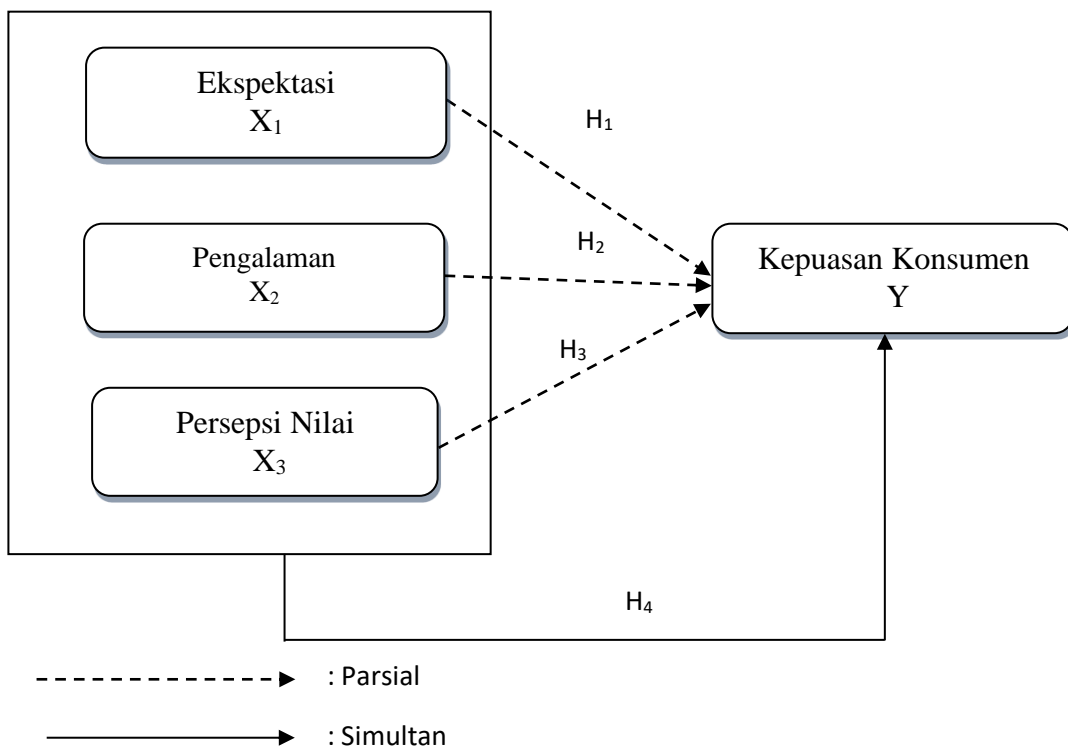 Ekspektasi
X₁
H₁
Pengalaman
X₂
H₂
Kepuasan Konsumen
Y
Persepsi Nilai
X₃
H₃
H₄
: Parsial
: Simultan